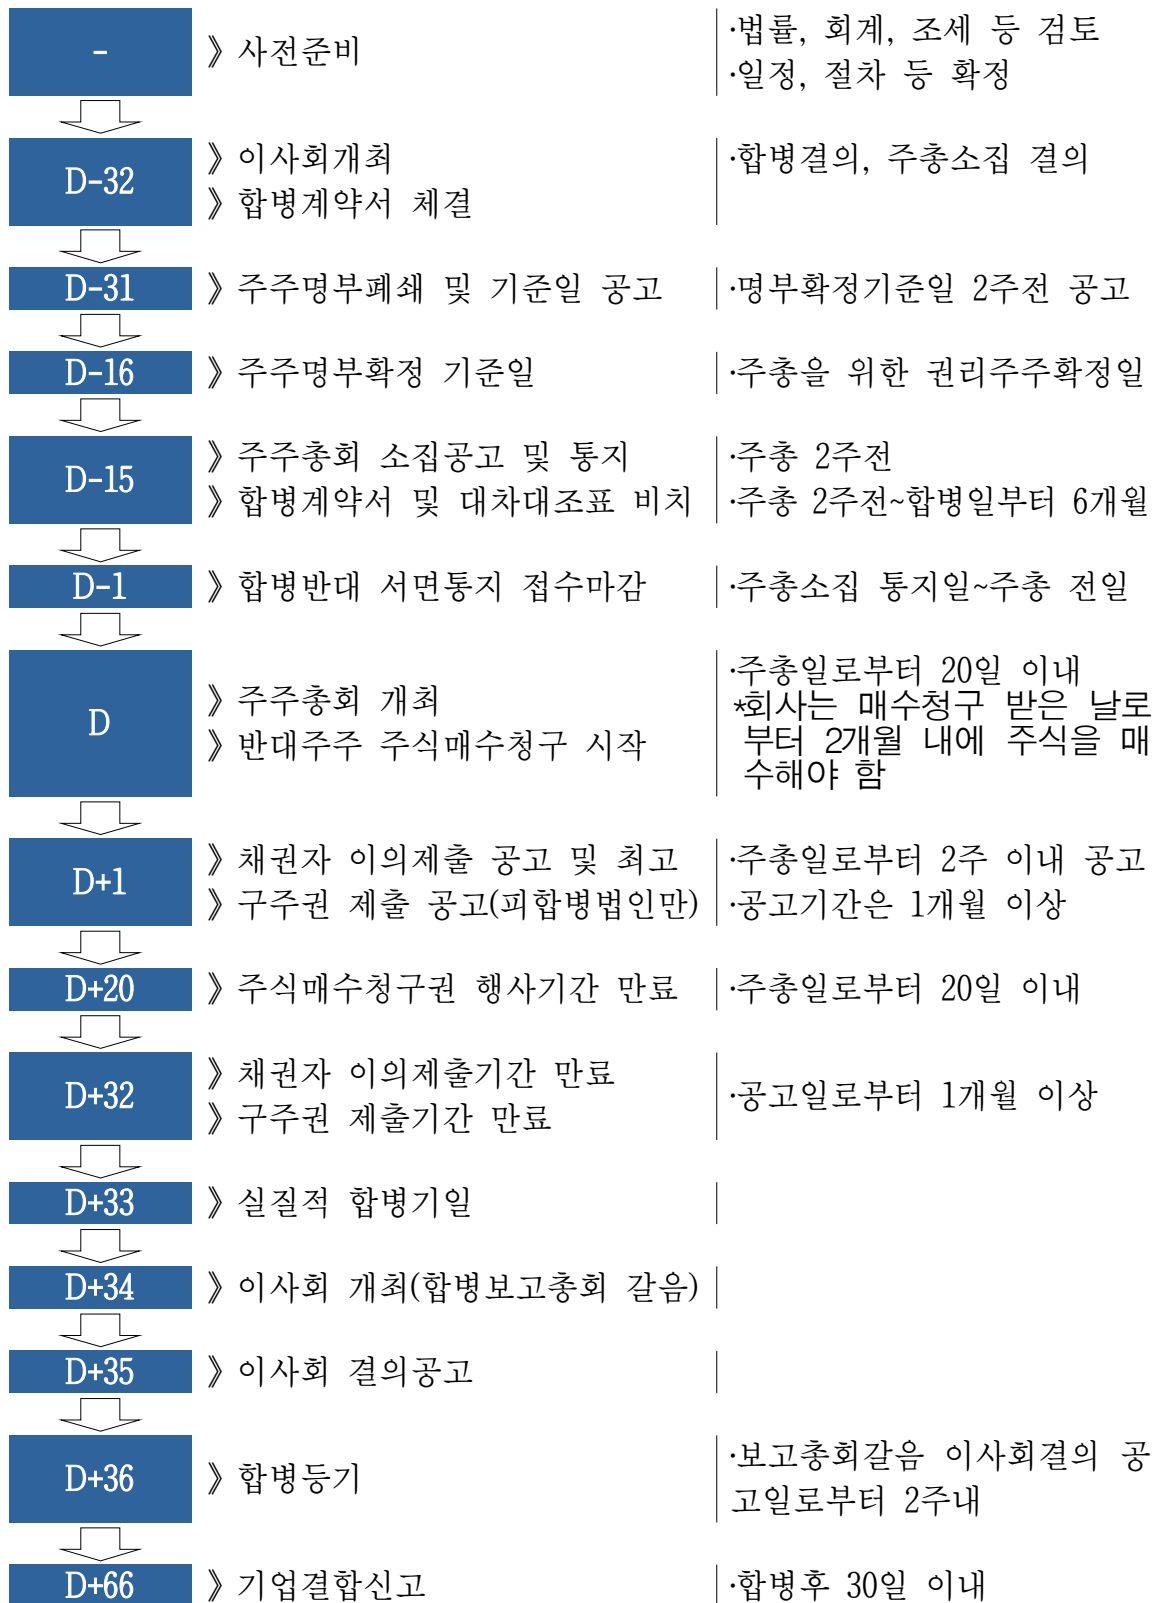 -
》사전준비
·법률, 회계, 조세 등 검토
·일정, 절차 등 확정
D-32
》이사회개최
》합병계약서 체결
·합병결의, 주총소집 결의
D-31
》주주명부폐쇄 및 기준일 공고
·명부확정기준일 2주전 공고
D-16
》주주명부확정 기준일
·주총을 위한 권리주주확정일
D-15
》주주총회 소집공고 및 통지
》합병계약서 및 대차대조표 비치
·주총 2주전
·주총 2주전~합병일부터 6개월
D-1
》합병반대 서면통지 접수마감
·주총소집 통지일~주총 전일
D
》주주총회 개최
》반대주주 주식매수청구 시작
·주총일로부터 20일 이내
*회사는 매수청구 받은 날로
부터 2개월 내에 주식을 매
수해야 함
D+1
》채권자 이의제출 공고 및 최고
》구주권 제출 공고(피합병법인만)
·주총일로부터 2주 이내 공고
·공고기간은 1개월 이상
D+20
》주식매수청구권 행사기간 만료
·주총일로부터 20일 이내
D+32
》채권자 이의제출기간 만료
》구주권 제출기간 만료
·공고일로부터 1개월 이상
D+33
》실질적 합병기일
D+34
》이사회 개최(합병보고총회 갈음)
D+35
》이사회 결의공고
D+36
》합병등기
·보고총회갈음 이사회결의 공
고일로부터 2주내
D+66
》기업결합신고
·합병후 30일 이내